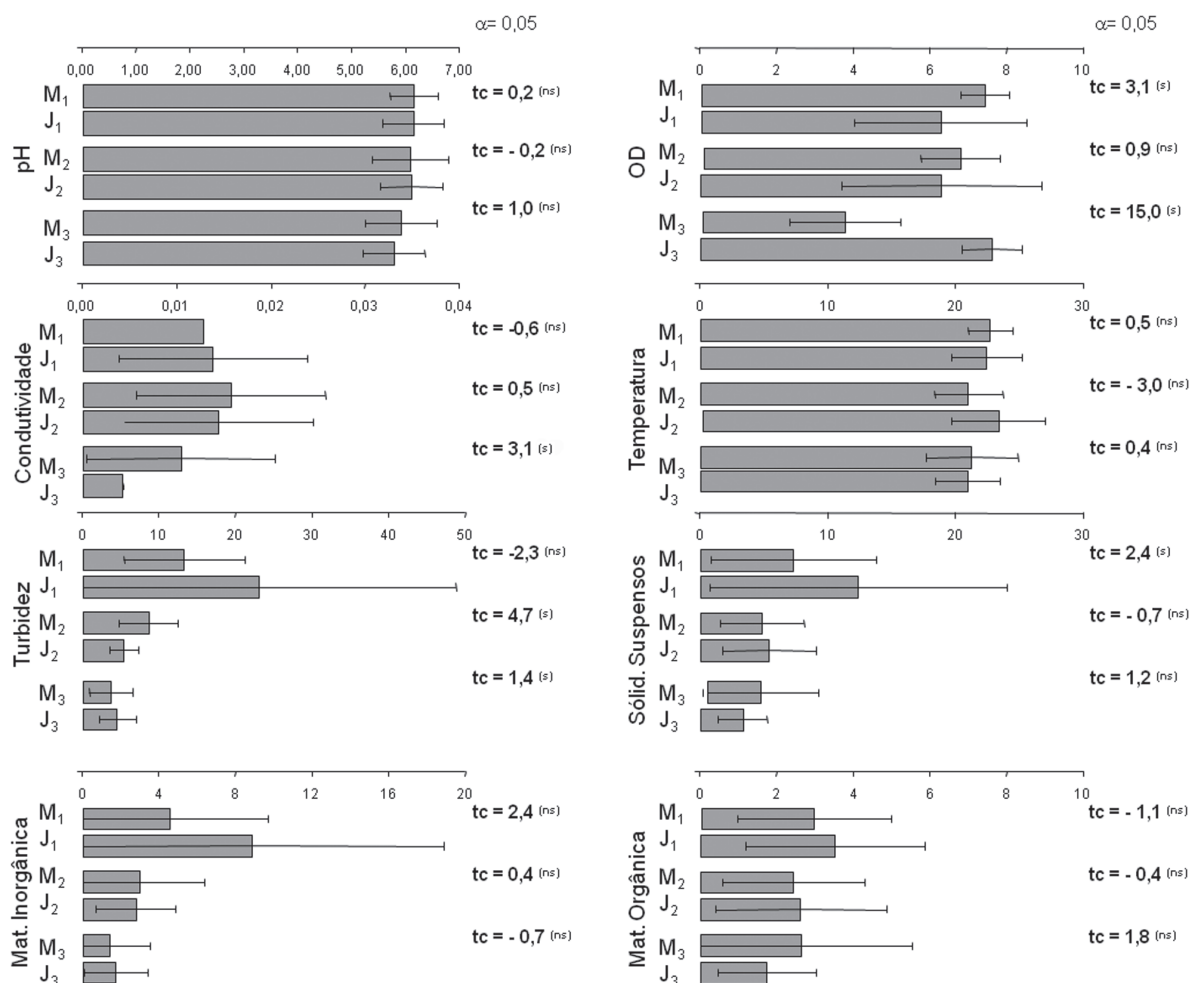 α= 0,05
0,00 1,00 2,00 3,00 4,00 5,00 6,00 7,00
pH
M1 tc = 0,2 (ns)
J1
M2 tc = - 0,2 (ns)
J2
M3 tc = 1,0 (ns)
J3
0,00 0,01 0,02 0,03 0,04
Condutividade
M1 tc = -0,6 (ns)
J1
M2 tc = 0,5 (ns)
J2
M3 tc = 3,1 (s)
J3
0 10 20 30 40 50
Turbidez
M1 tc = -2,3 (ns)
J1
M2 tc = 4,7 (s)
J2
M3 tc = 1,4 (s)
J3
0 4 8 12 16 20
Mat. Inorgânica
M1 tc = 2,4 (ns)
J1
M2 tc = 0,4 (ns)
J2
M3 tc = - 0,7 (ns)
J3
α= 0,05
0 2 4 6 8 10
OD
M1 tc = 3,1 (s)
J1
M2 tc = 0,9 (ns)
J2
M3 tc = 15,0 (s)
J3
0 10 20 30
Temperatura
M1 tc = 0,5 (ns)
J1
M2 tc = - 3,0 (ns)
J2
M3 tc = 0,4 (ns)
J3
0 10 20 30
Sólid. Suspensos
M1 tc = 2,4 (s)
J1
M2 tc = - 0,7 (ns)
J2
M3 tc = 1,2 (ns)
J3
0 2 4 6 8 10
Mat. Orgânica
M1 tc = - 1,1 (ns)
J1
M2 tc = - 0,4 (ns)
J2
M3 tc = 1,8 (ns)
J3